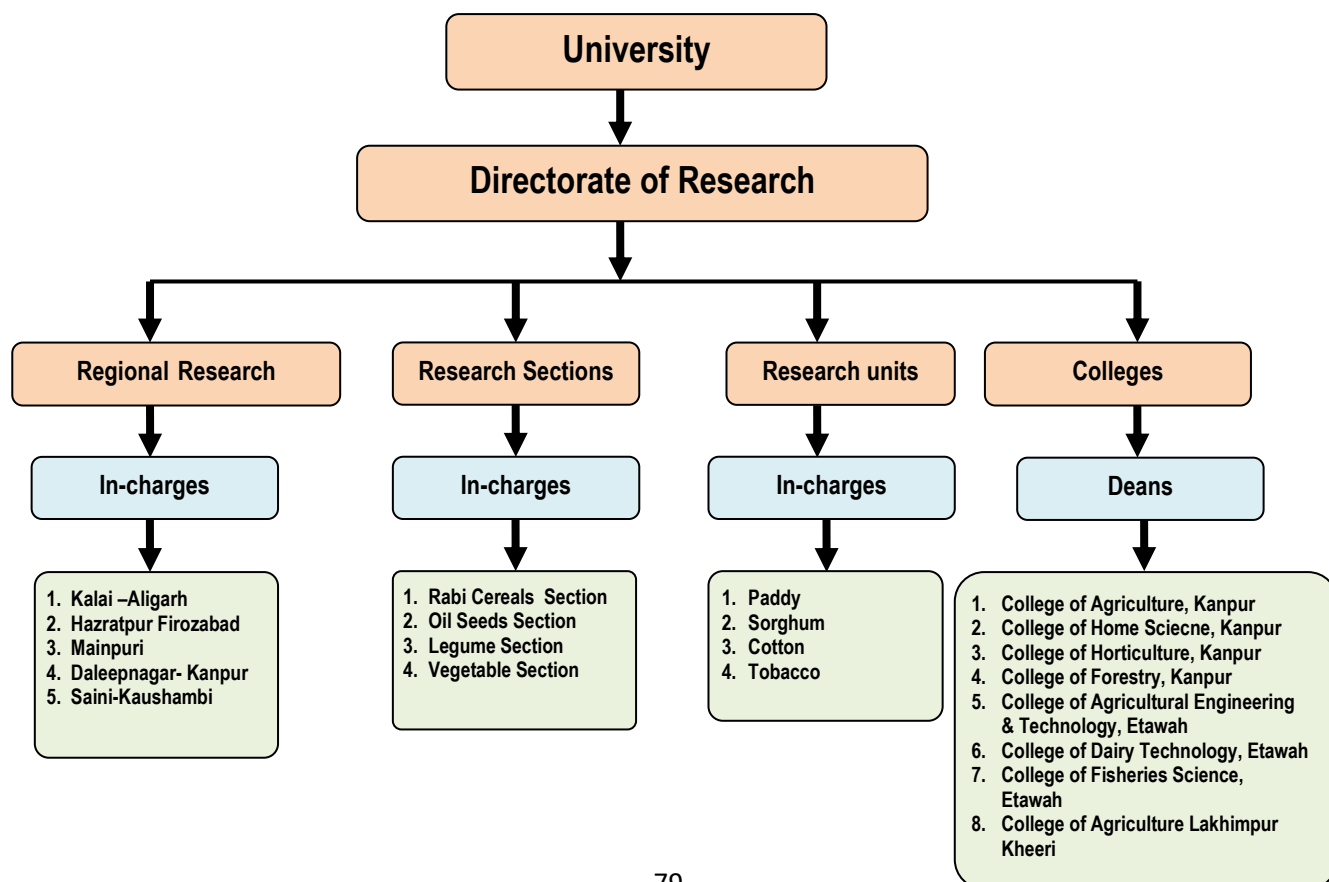 University
Directorate of Research
Regional Research
Research Sections
Research units
Colleges
In-charges
In-charges
In-charges
Deans
1. Kalai –Aligarh
2. Hazratpur Firozabad
3. Mainpuri
4. Daleepnagar- Kanpur
5. Saini-Kaushambi
1. Rabi Cereals Section
2. Oil Seeds Section
3. Legume Section
4. Vegetable Section
1. Paddy
2. Sorghum
3. Cotton
4. Tobacco
1. College of Agriculture, Kanpur
2. College of Home Sciecne, Kanpur
3. College of Horticulture, Kanpur
4. College of Forestry, Kanpur
5. College of Agricultural Engineering
& Technology, Etawah
6. College of Dairy Technology, Etawah
7. College of Fisheries Science,
Etawah
8. College of Agriculture Lakhimpur
Kheeri